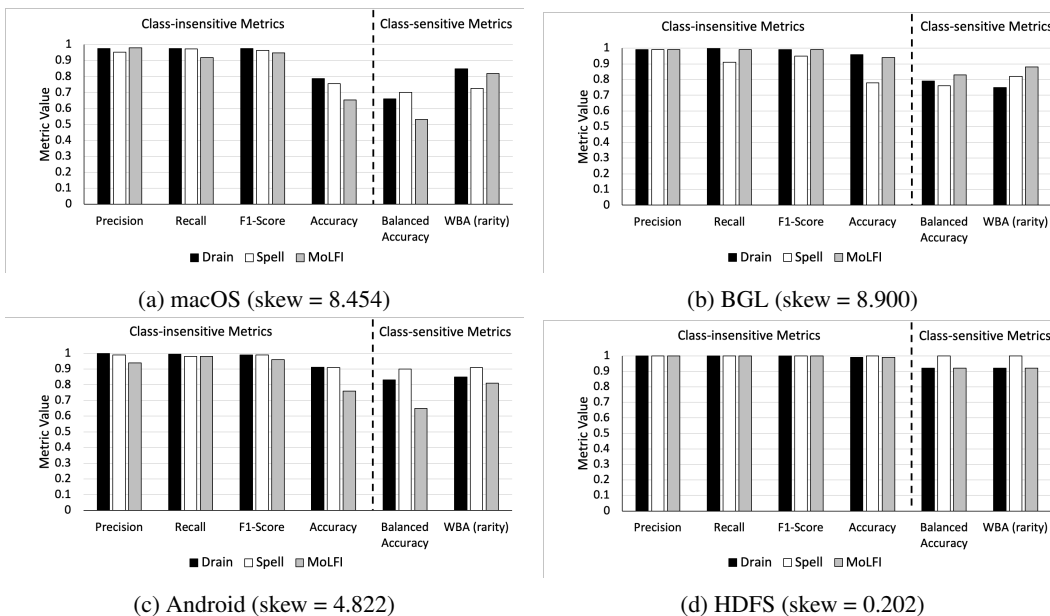 Class-insensitive Metrics Class-sensitive Metrics
Metric Value
1
0.9
0.8
0.7
0.6
0.5
0.4
0.3
0.2
0.1
0
Precision Recall F1-Score Accuracy Balanced Accuracy WBA (rarity)
Drain Spell MoLFI
(a) macOS (skew = 8.454)
Class-insensitive Metrics Class-sensitive Metrics
Metric Value
1
0.9
0.8
0.7
0.6
0.5
0.4
0.3
0.2
0.1
0
Precision Recall F1-Score Accuracy Balanced Accuracy WBA (rarity)
Drain Spell MoLFI
(b) BGL (skew = 8.900)
Class-insensitive Metrics Class-sensitive Metrics
Metric Value
1
0.9
0.8
0.7
0.6
0.5
0.4
0.3
0.2
0.1
0
Precision Recall F1-Score Accuracy Balanced Accuracy WBA (rarity)
Drain Spell MoLFI
(c) Android (skew = 4.822)
Class-insensitive Metrics Class-sensitive Metrics
Metric Value
1
0.9
0.8
0.7
0.6
0.5
0.4
0.3
0.2
0.1
0
Precision Recall F1-Score Accuracy Balanced Accuracy WBA (rarity)
Drain Spell MoLFI
(d) HDFS (skew = 0.202)